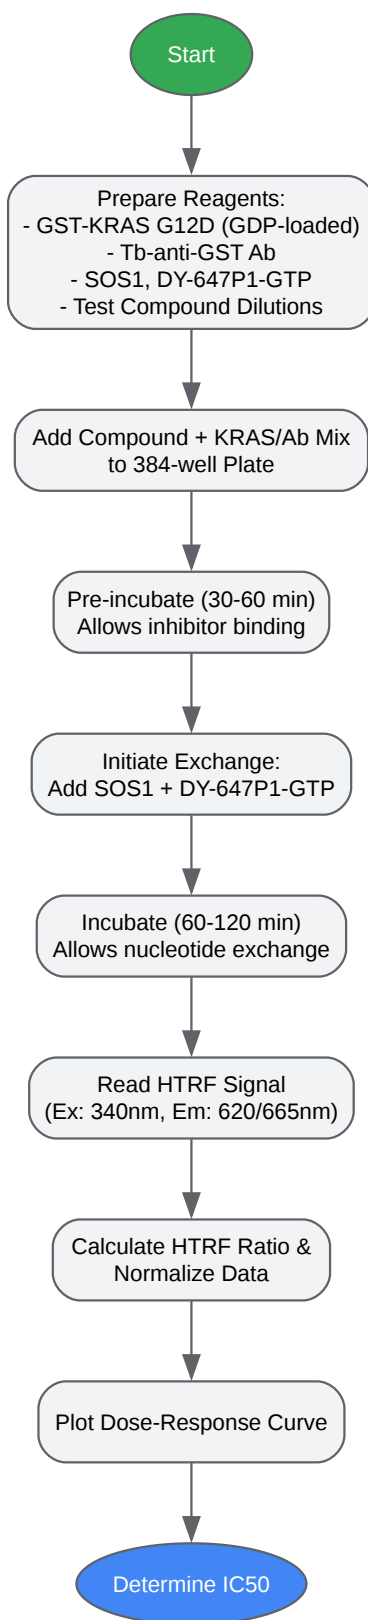 Start
Prepare Reagents:
- GST-KRAS G12D (GDP-loaded)
- Tb-anti-GST Ab
- SOS1, DY-647P1-GTP
- Test Compound Dilutions
Add Compound + KRAS/Ab Mix
to 384-well Plate
Pre-incubate (30-60 min)
Allows inhibitor binding
Initiate Exchange:
Add SOS1 + DY-647P1-GTP
Incubate (60-120 min)
Allows nucleotide exchange
Read HTRF Signal
(Ex: 340nm, Em: 620/665nm)
Calculate HTRF Ratio &
Normalize Data
Plot Dose-Response Curve
Determine IC50